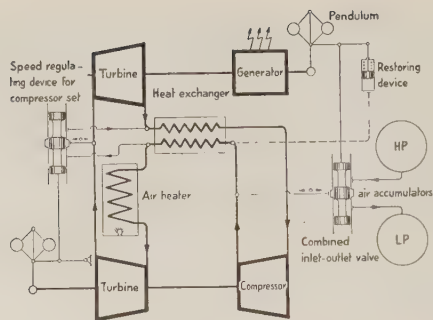 Pendulum
Speed regula-
ting device for
compressor set
Turbine
Generator
Restoring
device
Heat exchanger
HP
Air heater
air accumulators
Combined
inlet-outlet valve
LP
Turbine
Compressor